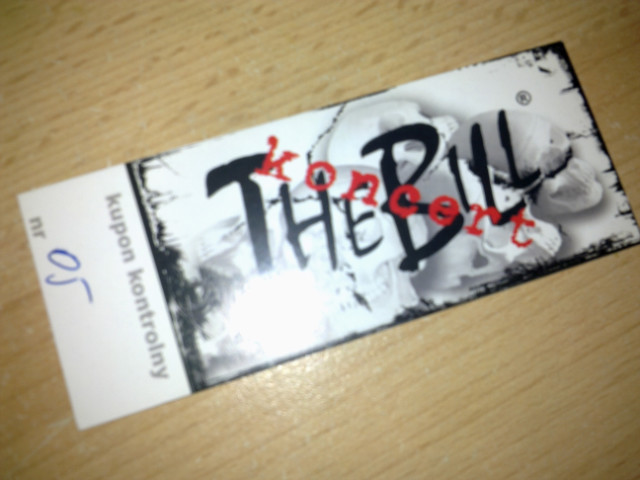 THE BILL
koncert
®
kupon kontrolny
nr 05